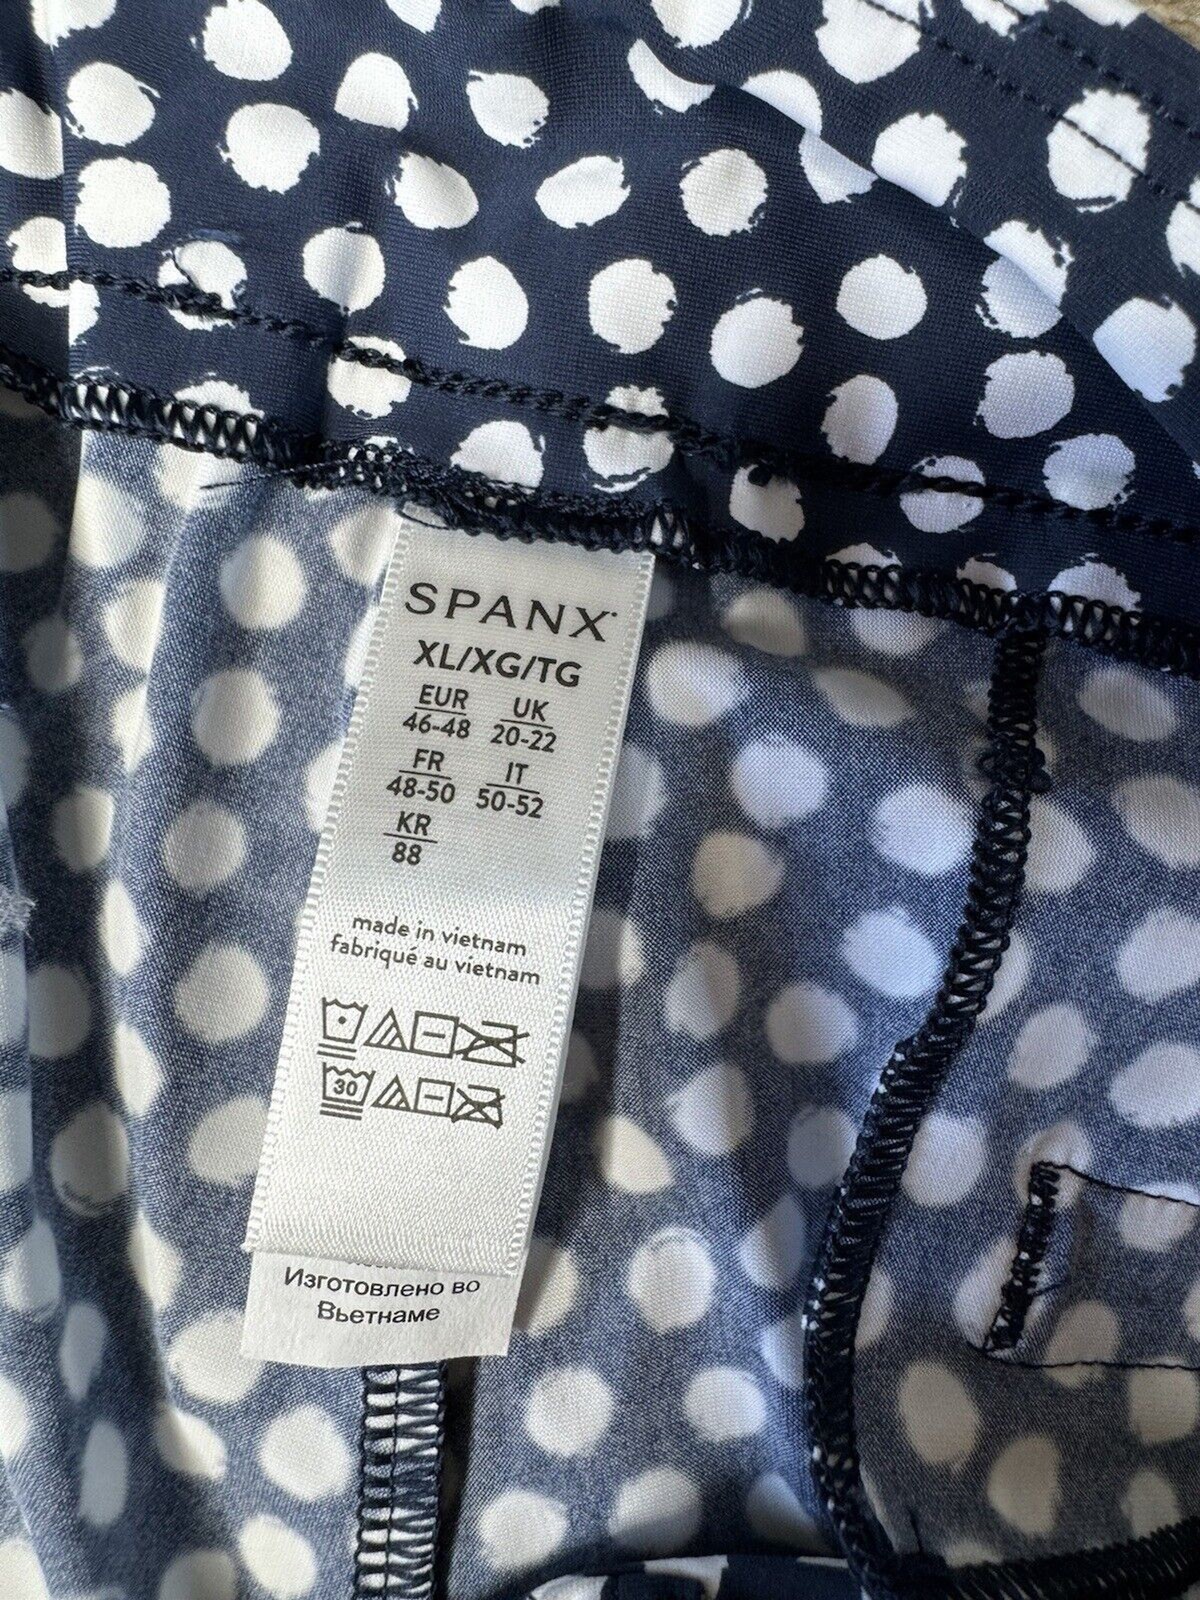 SPANX
XL/XG/TG
EUR UK
46-48 20-22
FR IT
48-50 50-52
KR
88
made in vietnam
fabriqué au vietnam
30
Изготовлено во
Вьетнаме